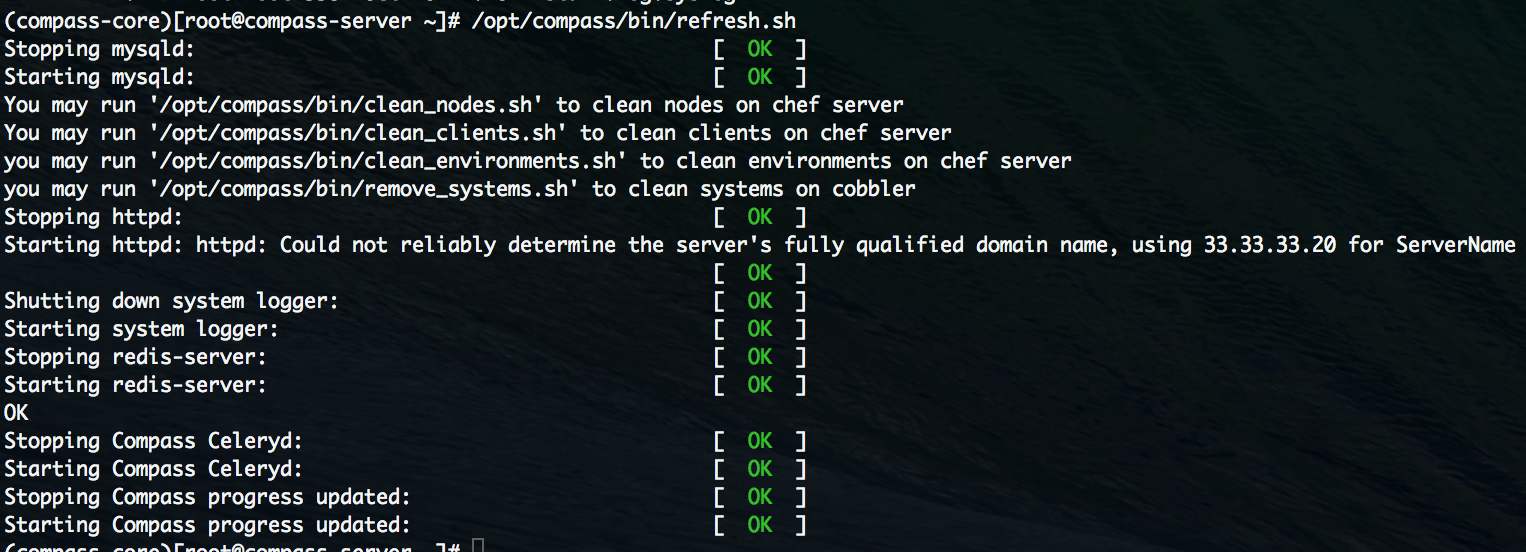 (compass-core)[root@compass-server ~]# /opt/compass/bin/refresh.sh
Stopping mysqld: [ OK ]
Starting mysqld: [ OK ]
You may run '/opt/compass/bin/clean_nodes.sh' to clean nodes on chef server
You may run '/opt/compass/bin/clean_clients.sh' to clean clients on chef server
you may run '/opt/compass/bin/clean_environments.sh' to clean environments on chef server
you may run '/opt/compass/bin/remove_systems.sh' to clean systems on cobbler
Stopping httpd: [ OK ]
Starting httpd: httpd: Could not reliably determine the server's fully qualified domain name, using 33.33.33.20 for ServerName
[ OK ]
Shutting down system logger: [ OK ]
Starting system logger: [ OK ]
Stopping redis-server: [ OK ]
Starting redis-server: [ OK ]
OK
Stopping Compass Celeryd: [ OK ]
Starting Compass Celeryd: [ OK ]
Stopping Compass progress updated: [ OK ]
Starting Compass progress updated: [ OK ]
(compass-core)[root@compass-server ~]#